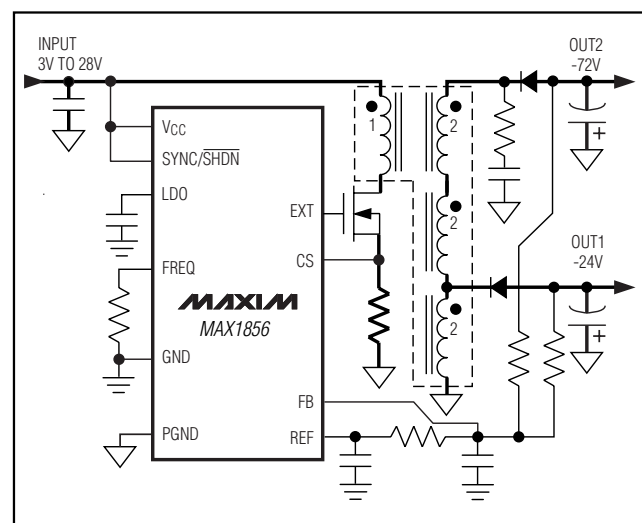 INPUT
3V TO 28V
OUT2
-72V
1
2
VCC
SYNC/SHDN
LDO
EXT
2
OUT1
-24V
CS
FREQ
MAXIM
MAX1856
2
GND
FB
PGND
REF
+
+